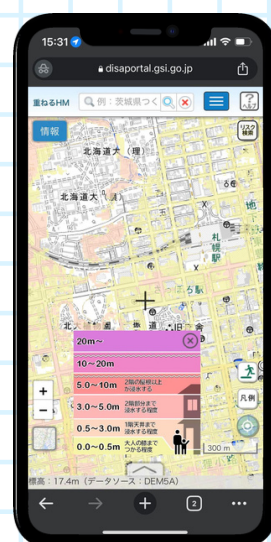 15:31
disaportal.gsi.go.jp
重ねるHM
例：茨城県つく
ヘルプ
情報
リスク
検索
北海道大（理）
北海道大
地
札
幌
駅
20m～
10～20m
5.0～10m 2階の屋根以上が浸水する
3.0～5.0m 2階部分まで浸水する程度
0.5～3.0m 1階天井まで浸水する程度
0.0～0.5m 大人の膝までつかる程度
凡例
300 m
標高：17.4m（データソース：DEM5A）
2